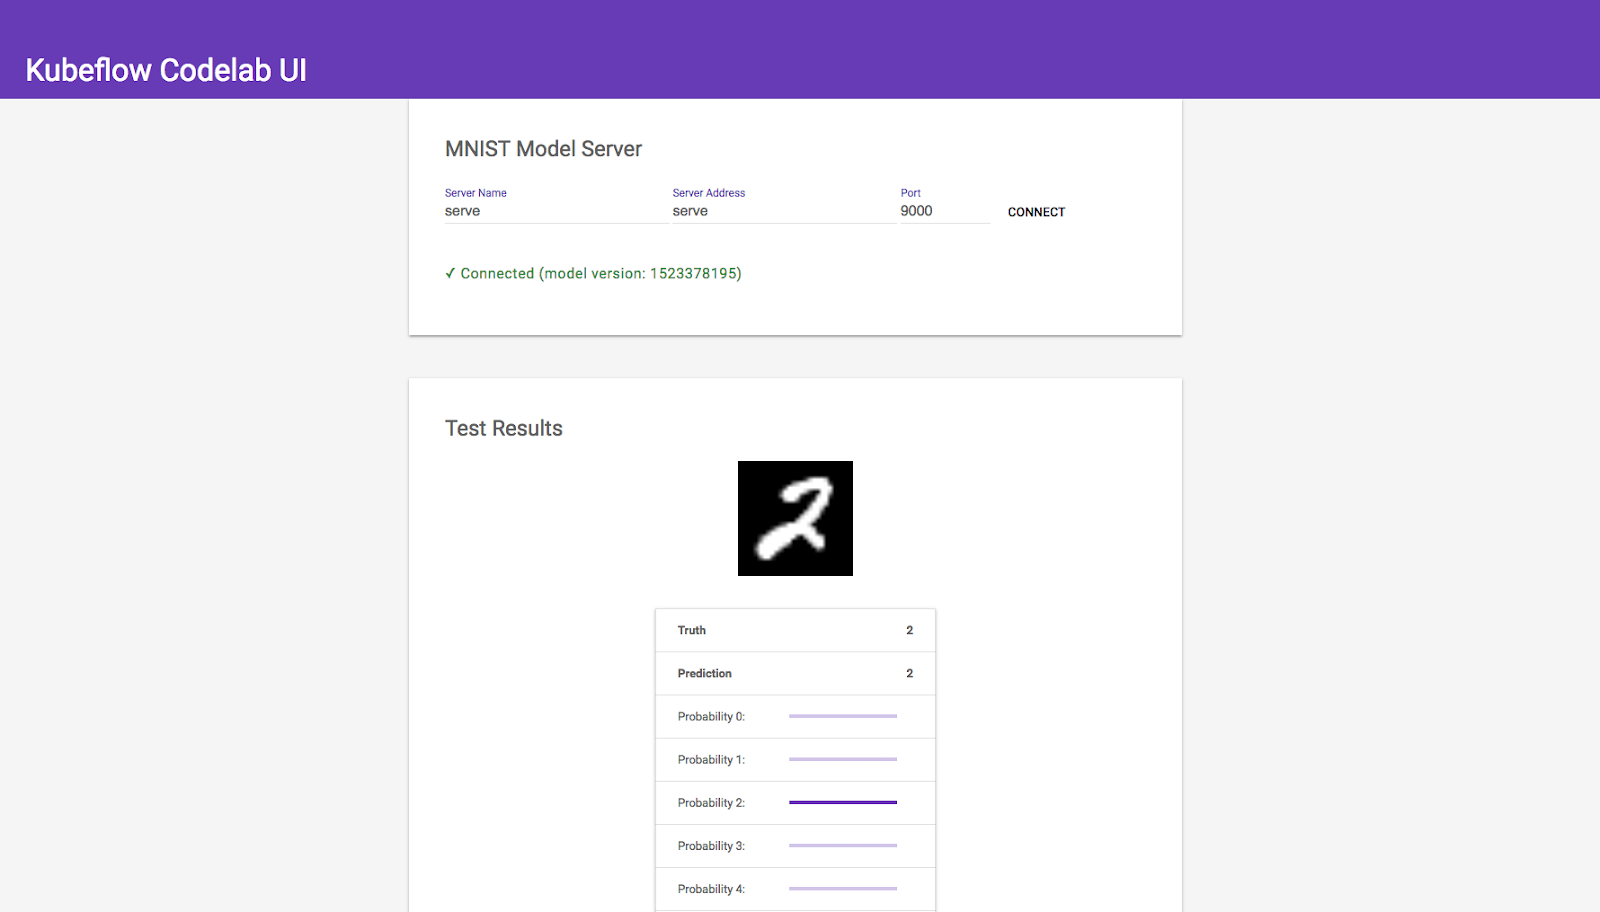 Kubeflow Codelab UI
MNIST Model Server
Server Name Server Address Port
serve serve 9000 CONNECT
✓ Connected (model version: 1523378195)
Test Results
2
Truth 2
Prediction 2
Probability 0:
Probability 1:
Probability 2:
Probability 3:
Probability 4: